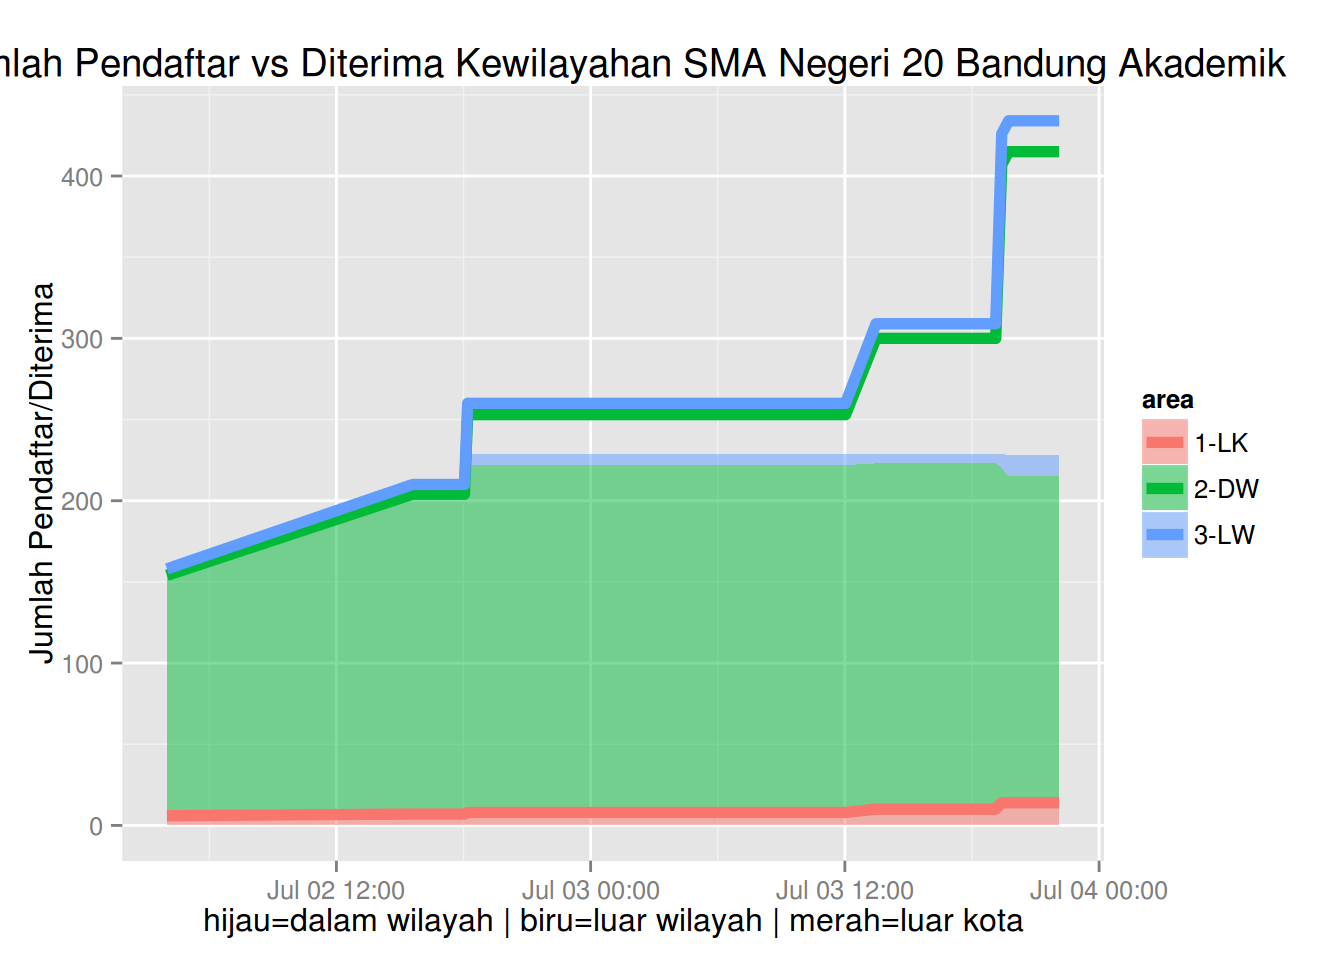 mlah Pendaftar vs Diterima Kewilayahan SMA Negeri 20 Bandung Akademik
Jumlah Pendaftar/Diterima
400
300
200
100
0
Jul 02 12:00
Jul 03 00:00
Jul 03 12:00
Jul 04 00:00
hijau=dalam wilayah | biru=luar wilayah | merah=luar kota
area
1-LK
2-DW
3-LW